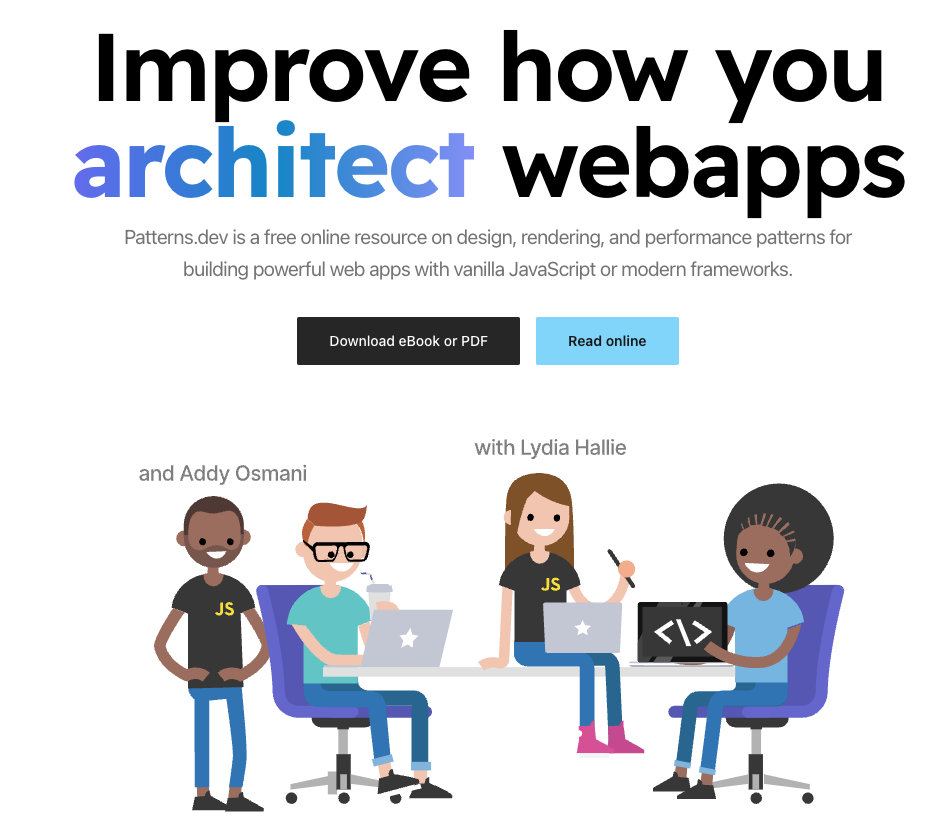 Improve how you
architect webapps
Patterns.dev is a free online resource on design, rendering, and performance patterns for
building powerful web apps with vanilla JavaScript or modern frameworks.
Download eBook or PDF
Read online
with Lydia Hallie
and Addy Osmani
JS
JS
<\>